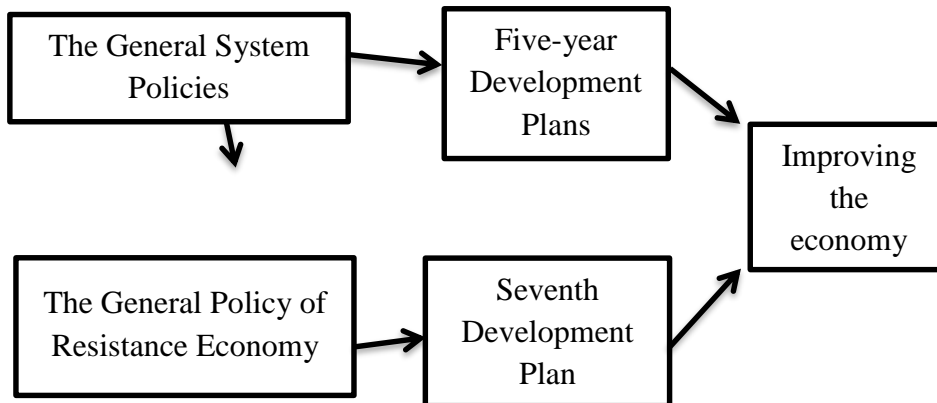 The General System
Policies
Five-year
Development
Plans
Improving
the
economy
The General Policy of
Resistance Economy
Seventh
Development
Plan